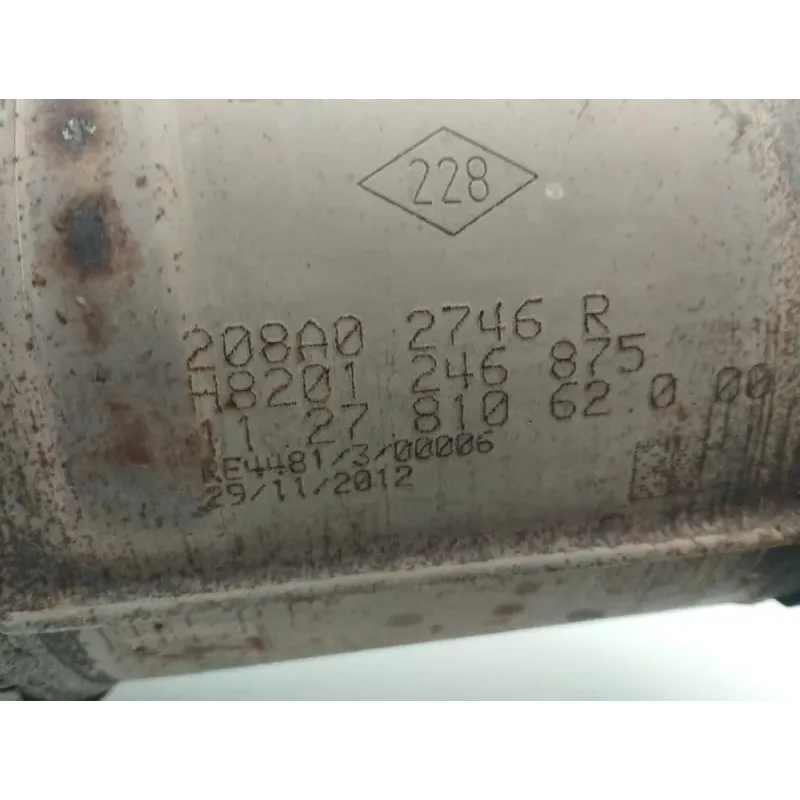 228
208A0 2746 R
H8201 246 875
11 27 810 62 0 00
RE4481/3/00006
29/11/2012